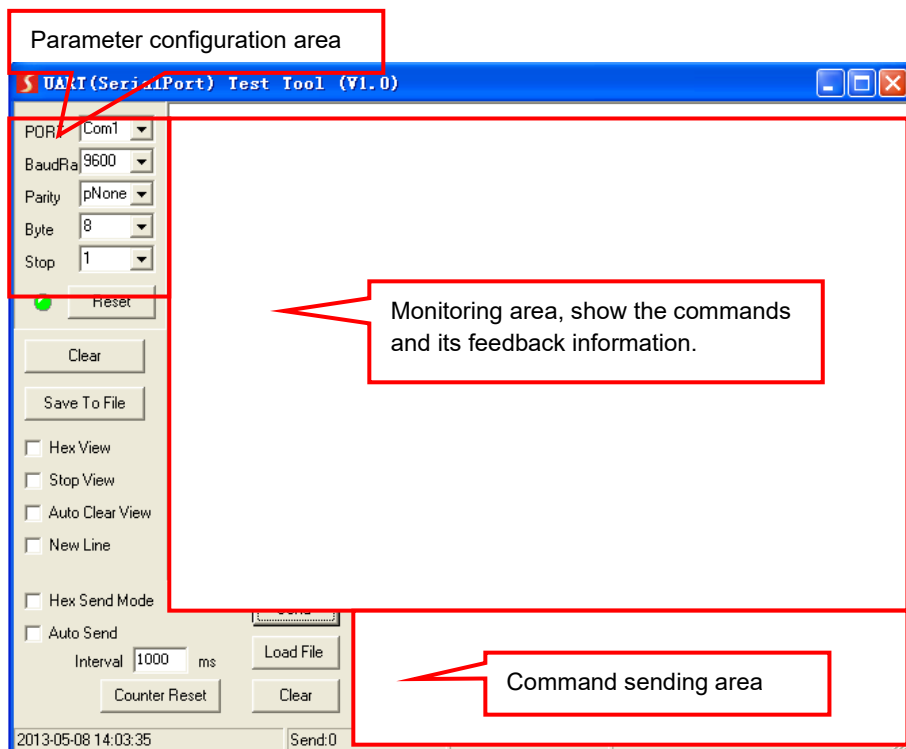 Parameter configuration area
UART(SerialPort) Test Tool (V1.0)
PORT Com1
BaudRa 9600
Parity pNone
Byte 8
Stop 1
Reset
Monitoring area, show the commands
and its feedback information.
Clear
Save To File
Hex View
Stop View
Auto Clear View
New Line
Hex Send Mode
Send
Auto Send
Interval 1000 ms
Load File
Counter Reset
Clear
Command sending area
2013-05-08 14:03:35
Send:0